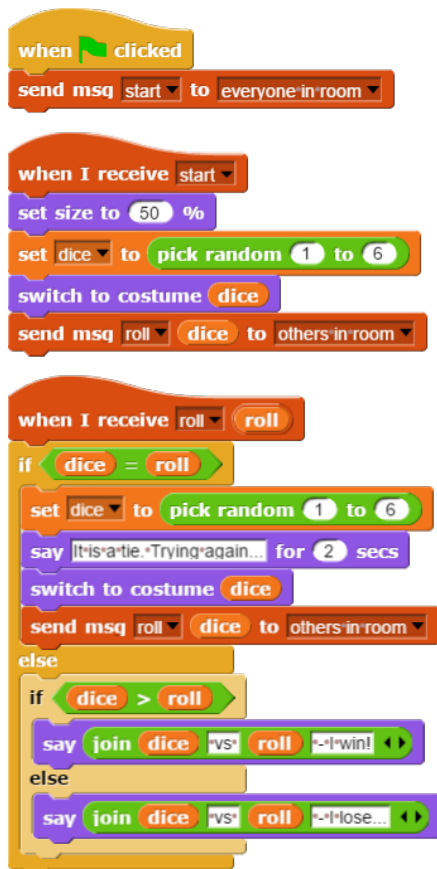 when clicked
send msg start to everyone in room
when I receive start
set size to 50 %
set dice to pick random 1 to 6
switch to costume dice
send msg roll dice to others in room
when I receive roll roll
if dice = roll
set dice to pick random 1 to 6
say It is a tie. Trying again... for 2 secs
switch to costume dice
send msg roll dice to others in room
else
if dice > roll
say join dice vs roll - I win!
else
say join dice vs roll - I lose...